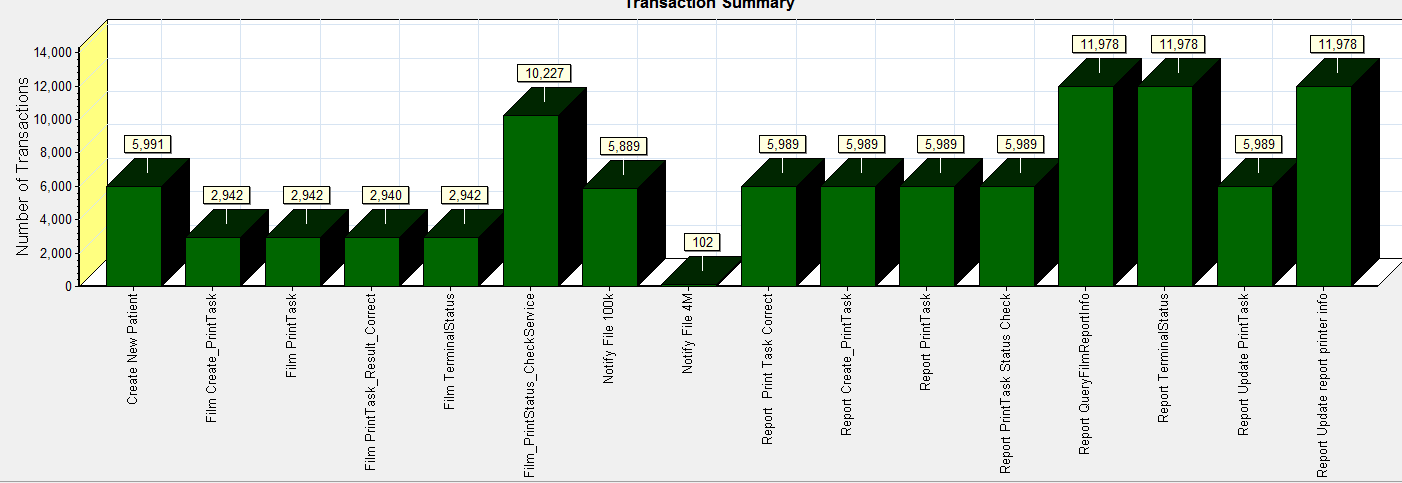 Transaction Summary
Number of Transactions
14,000
12,000
10,000
8,000
6,000
4,000
2,000
0
5,991
2,942
2,942
2,940
2,942
10,227
5,889
102
5,989
5,989
5,989
5,989
11,978
11,978
5,989
11,978
Create New Patient
Film Create_PrintTask
Film PrintTask
Film PrintTask_Result_Correct
Film TerminalStatus
Film_PrintStatus_CheckService
Notify File 100k
Notify File 4M
Report  Print Task Correct
Report Create_PrintTask
Report PrintTask
Report PrintTask Status Check
Report QueryFilmReportInfo
Report TerminalStatus
Report Update PrintTask
Report Update report printer info